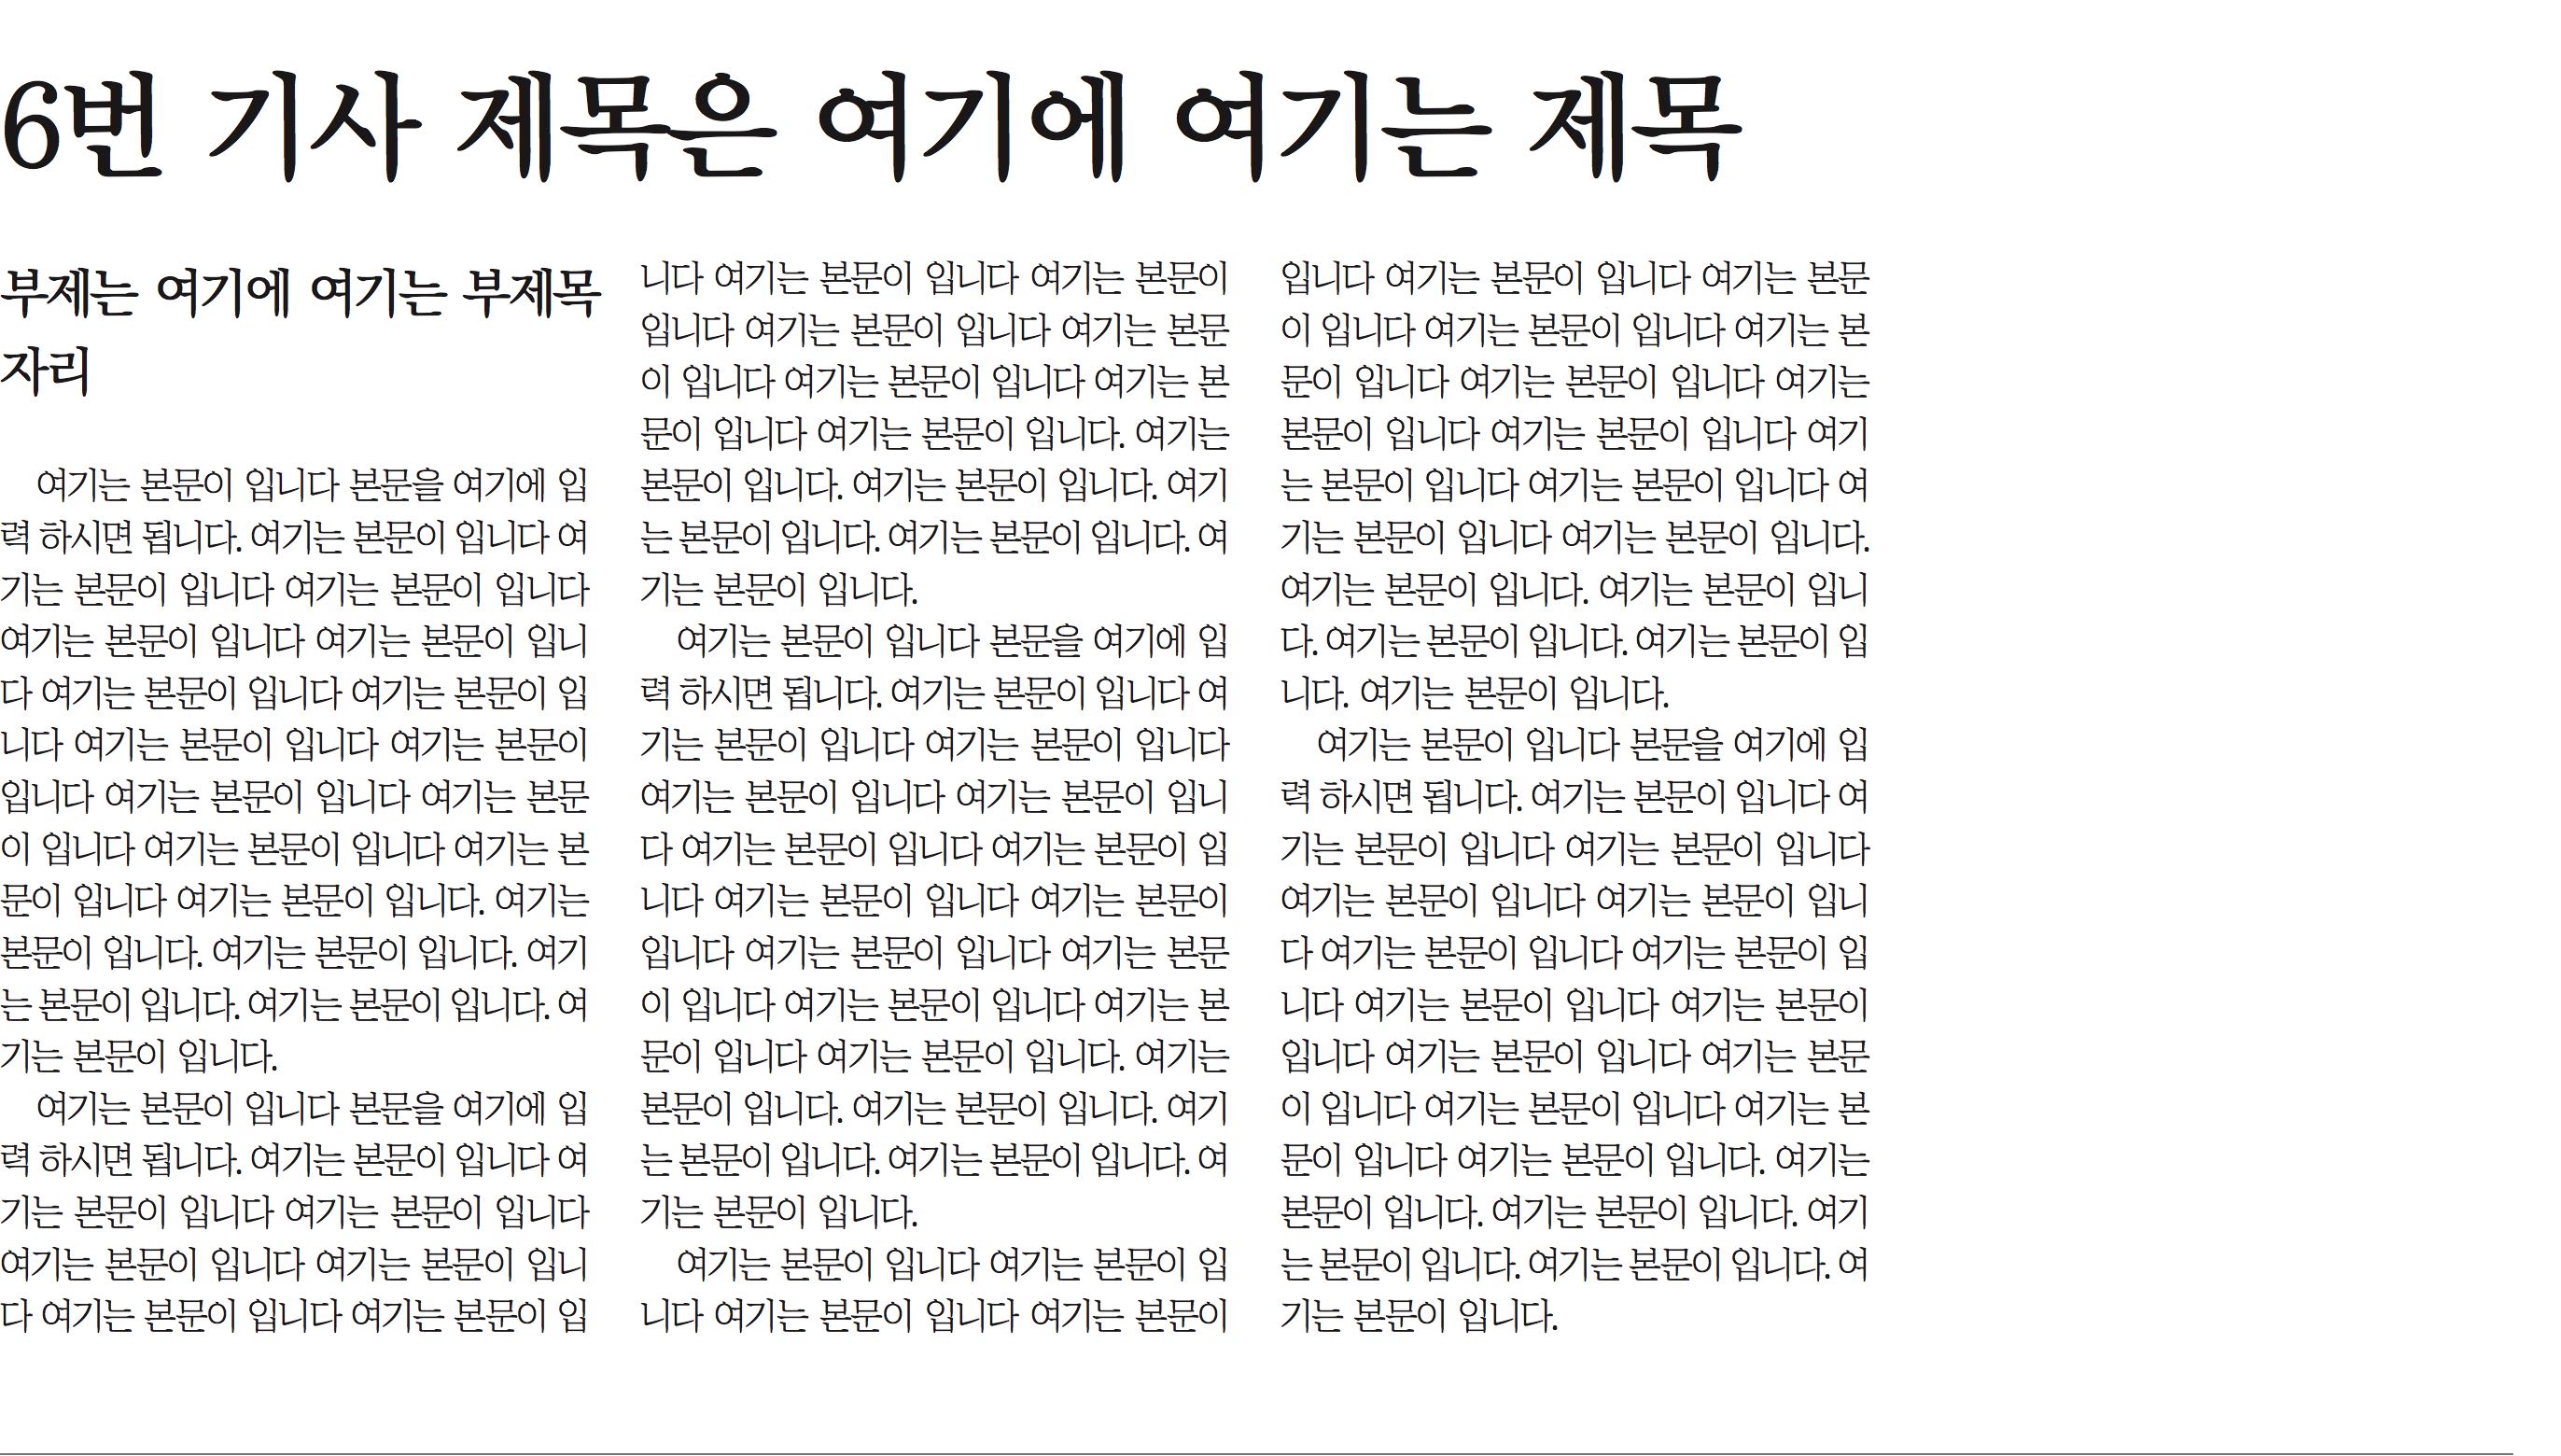 6번 기사 제목은 여기에 여기는 제목
부제는 여기에 여기는 부제목
자리
여기는 본문이 입니다 본문을 여기에 입
력 하시면 됩니다. 여기는 본문이 입니다 여
기는 본문이 입니다 여기는 본문이 입니다
여기는 본문이 입니다 여기는 본문이 입니
다 여기는 본문이 입니다 여기는 본문이 입
니다 여기는 본문이 입니다 여기는 본문이
입니다 여기는 본문이 입니다 여기는 본문
이 입니다 여기는 본문이 입니다 여기는 본
문이 입니다 여기는 본문이 입니다. 여기는
본문이 입니다. 여기는 본문이 입니다. 여기
는 본문이 입니다. 여기는 본문이 입니다. 여
기는 본문이 입니다.
여기는 본문이 입니다 본문을 여기에 입
력 하시면 됩니다. 여기는 본문이 입니다 여
기는 본문이 입니다 여기는 본문이 입니다
여기는 본문이 입니다 여기는 본문이 입니
다 여기는 본문이 입니다 여기는 본문이 입
니다 여기는 본문이 입니다 여기는 본문이
입니다 여기는 본문이 입니다 여기는 본문
이 입니다 여기는 본문이 입니다 여기는 본
문이 입니다 여기는 본문이 입니다. 여기는
본문이 입니다. 여기는 본문이 입니다. 여기
는 본문이 입니다. 여기는 본문이 입니다. 여
기는 본문이 입니다.
여기는 본문이 입니다 본문을 여기에 입
력 하시면 됩니다. 여기는 본문이 입니다 여
기는 본문이 입니다 여기는 본문이 입니다
여기는 본문이 입니다 여기는 본문이 입니
다 여기는 본문이 입니다 여기는 본문이 입
니다 여기는 본문이 입니다 여기는 본문이
입니다 여기는 본문이 입니다 여기는 본문
이 입니다 여기는 본문이 입니다 여기는 본
문이 입니다 여기는 본문이 입니다. 여기는
본문이 입니다. 여기는 본문이 입니다. 여기
는 본문이 입니다. 여기는 본문이 입니다. 여
기는 본문이 입니다.
여기는 본문이 입니다 여기는 본문이 입
니다 여기는 본문이 입니다 여기는 본문이
입니다 여기는 본문이 입니다 여기는 본문
이 입니다 여기는 본문이 입니다 여기는 본
문이 입니다 여기는 본문이 입니다 여기는
본문이 입니다 여기는 본문이 입니다 여기
는 본문이 입니다 여기는 본문이 입니다 여
기는 본문이 입니다 여기는 본문이 입니다.
여기는 본문이 입니다. 여기는 본문이 입니
다. 여기는 본문이 입니다. 여기는 본문이 입
니다. 여기는 본문이 입니다.
여기는 본문이 입니다 본문을 여기에 입
력 하시면 됩니다. 여기는 본문이 입니다 여
기는 본문이 입니다 여기는 본문이 입니다
여기는 본문이 입니다 여기는 본문이 입니
다 여기는 본문이 입니다 여기는 본문이 입
니다 여기는 본문이 입니다 여기는 본문이
입니다 여기는 본문이 입니다 여기는 본문
이 입니다 여기는 본문이 입니다 여기는 본
문이 입니다 여기는 본문이 입니다. 여기는
본문이 입니다. 여기는 본문이 입니다. 여기
는 본문이 입니다. 여기는 본문이 입니다. 여
기는 본문이 입니다.